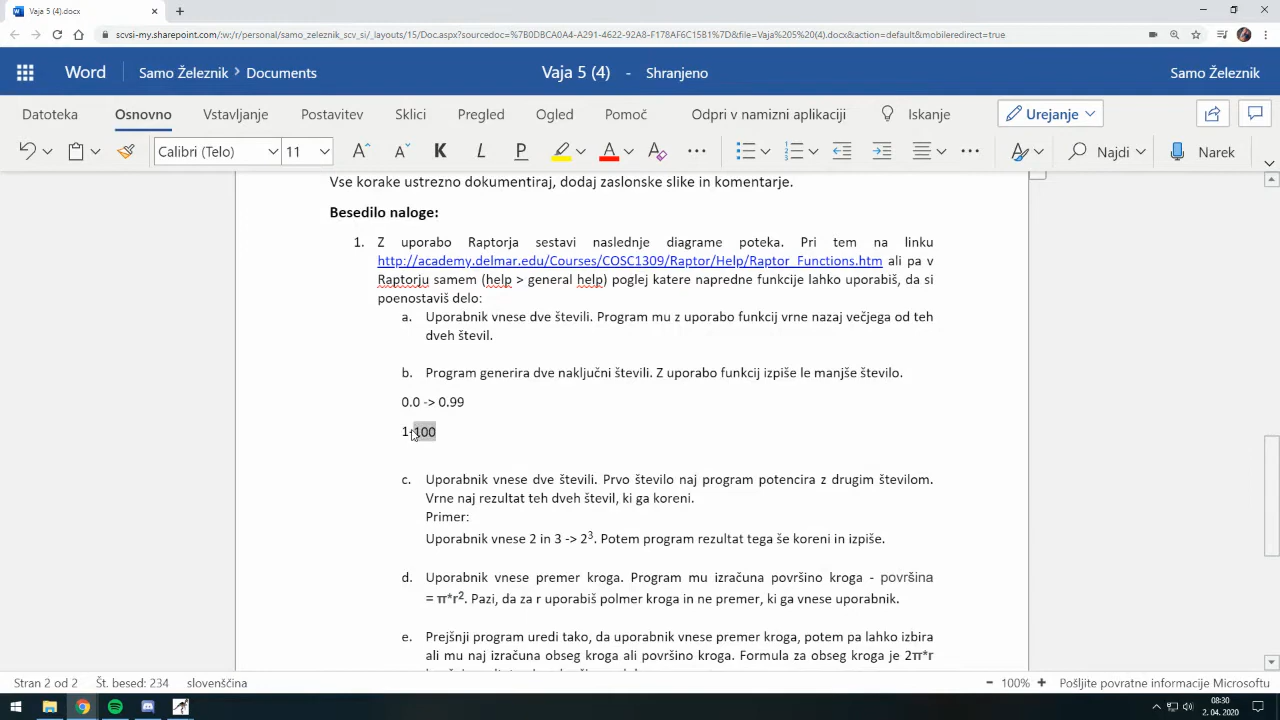 Vaja 5 (4).docx
scvsi-my.sharepoint.com/:w:/r/personal/samo_zeleznik_scv_si/_layouts/15/Doc.aspx?sourcedoc=%7B0DBCA0A4-A291-4622-92A8-F178AF6C15B1%7D&file=Vaja%205%20(4).docx&action=default&mobileredirect=true
Word Samo Železnik > Documents Vaja 5 (4) - Shranjeno Samo Železnik
Datoteka Osnovno Vstavljanje Postavitev Sklici Pregled Ogled Pomoč Odpri v namizni aplikaciji Iskanje Urejanje
Calibri (Telo) 11 A A K L P A A Najdi Narek
Vse korake ustrezno dokumentiraj, dodaj zaslonske slike in komentarje.
Besedilo naloge:
1. Z uporabo Raptorja sestavi naslednje diagrame poteka. Pri tem na linku
http://academy.delmar.edu/Courses/COSC1309/Raptor/Help/Raptor_Functions.htm ali pa v
Raptorju samem (help > general help) poglej katere napredne funkcije lahko uporabiš, da si
poenostaviš delo:
a. Uporabnik vnese dve števili. Program mu z uporabo funkcij vrne nazaj večjega od teh
dveh števil.
b. Program generira dve naključni števili. Z uporabo funkcij izpiše le manjše število.
0.0 -> 0.99
1-100
c. Uporabnik vnese dve števili. Prvo število naj program potencira z drugim številom.
Vrne naj rezultat teh dveh števil, ki ga koreni.
Primer:
Uporabnik vnese 2 in 3 -> 2³. Potem program rezultat tega še koreni in izpiše.
d. Uporabnik vnese premer kroga. Program mu izračuna površino kroga - površina
= π*r². Pazi, da za r uporabiš polmer kroga in ne premer, ki ga vnese uporabnik.
e. Prejšnji program uredi tako, da uporabnik vnese premer kroga, potem pa lahko izbira
ali mu naj izračuna obseg kroga ali površino kroga. Formula za obseg kroga je 2π*r
Stran 2 od 2 Št. besed: 234 slovenščina 100% Pošljite povratne informacije Microsoftu
08:30
2. 04. 2020